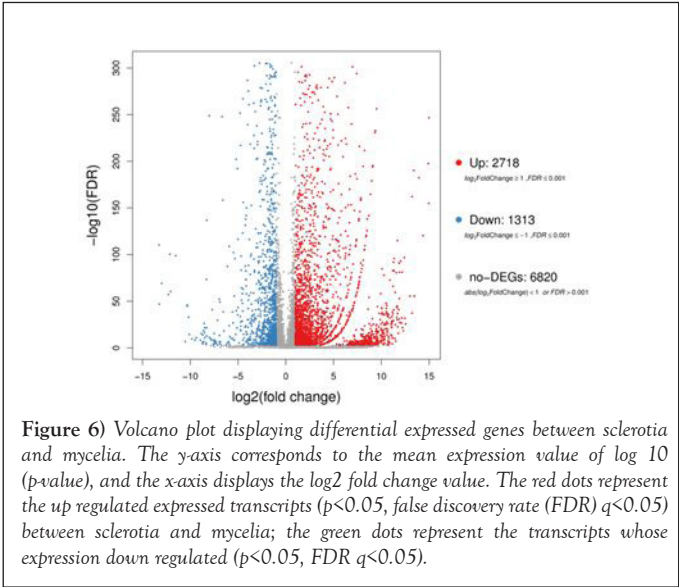 300
250
200
150
100
50
0
−log10(FDR)
−15 −10 −5 0 5 10 15
log2(fold change)
Up: 2718
log₂FoldChange ≥ 1 ,FDR ≤ 0.001
Down: 1313
log₂FoldChange ≤ −1 ,FDR ≤ 0.001
no-DEGs: 6820
abs(log₂FoldChange) < 1 or FDR > 0.001
Figure 6) Volcano plot displaying differential expressed genes between sclerotia
and mycelia. The y-axis corresponds to the mean expression value of log 10
(p-value), and the x-axis displays the log2 fold change value. The red dots represent
the up regulated expressed transcripts (p<0.05, false discovery rate (FDR) q<0.05)
between sclerotia and mycelia; the green dots represent the transcripts whose
expression down regulated (p<0.05, FDR q<0.05).